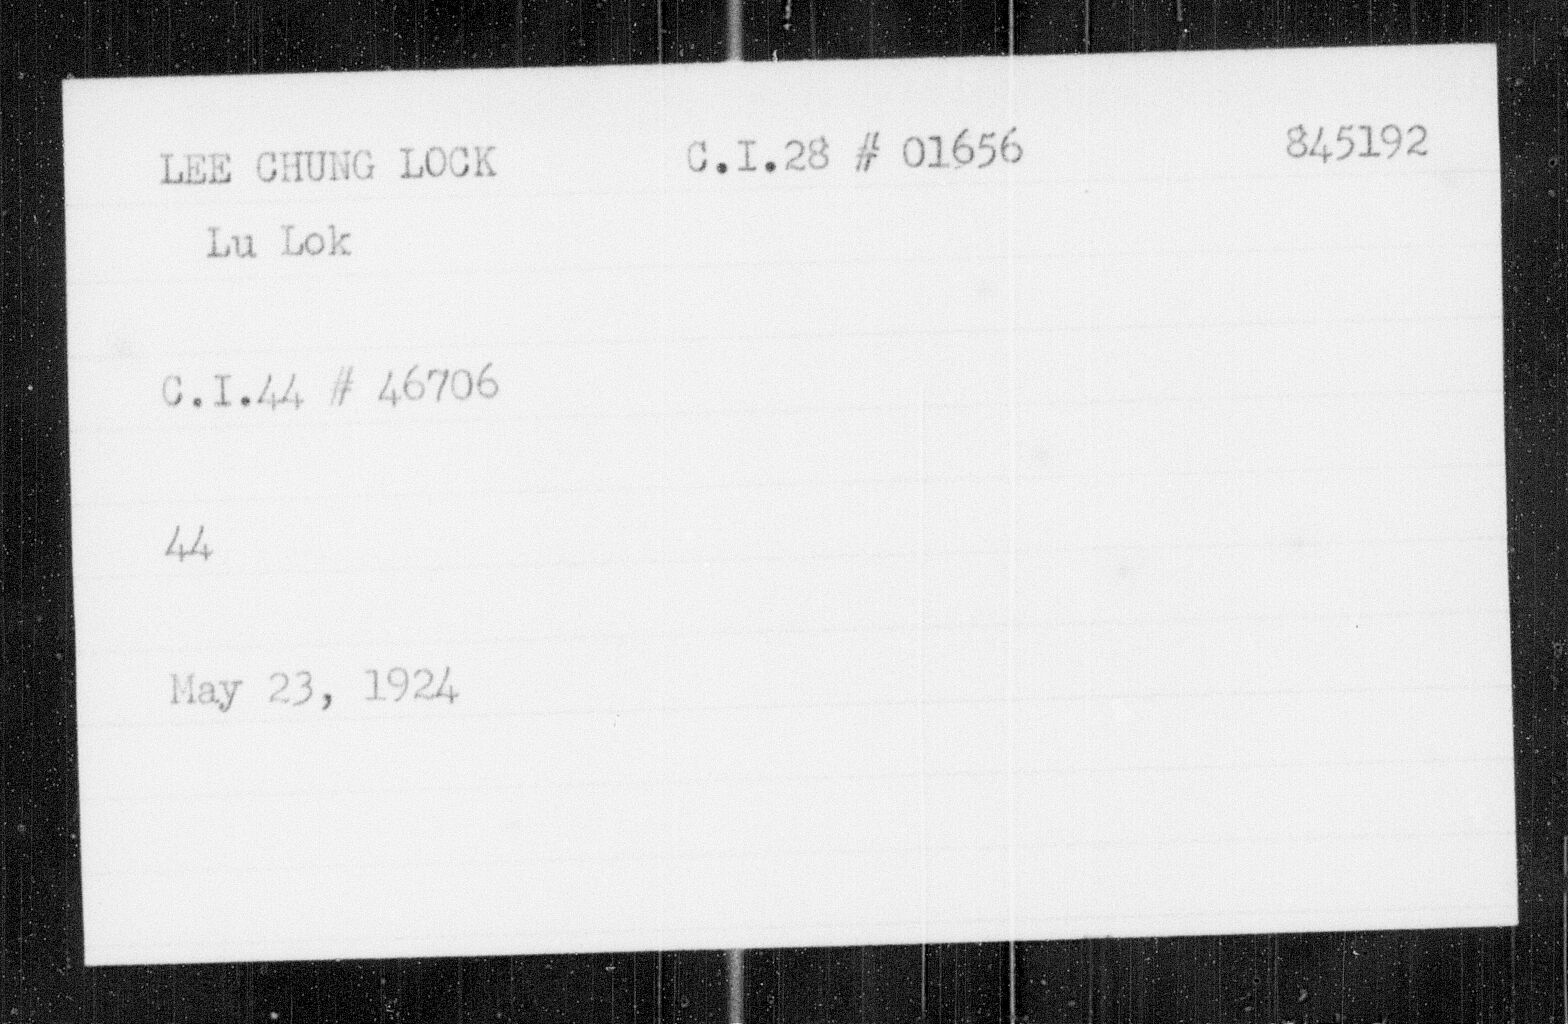 LEE CHUNG LOCK C.I.28 # 01656 845192
Lu Lok
C.I.44 # 46706
44
May 23, 1924